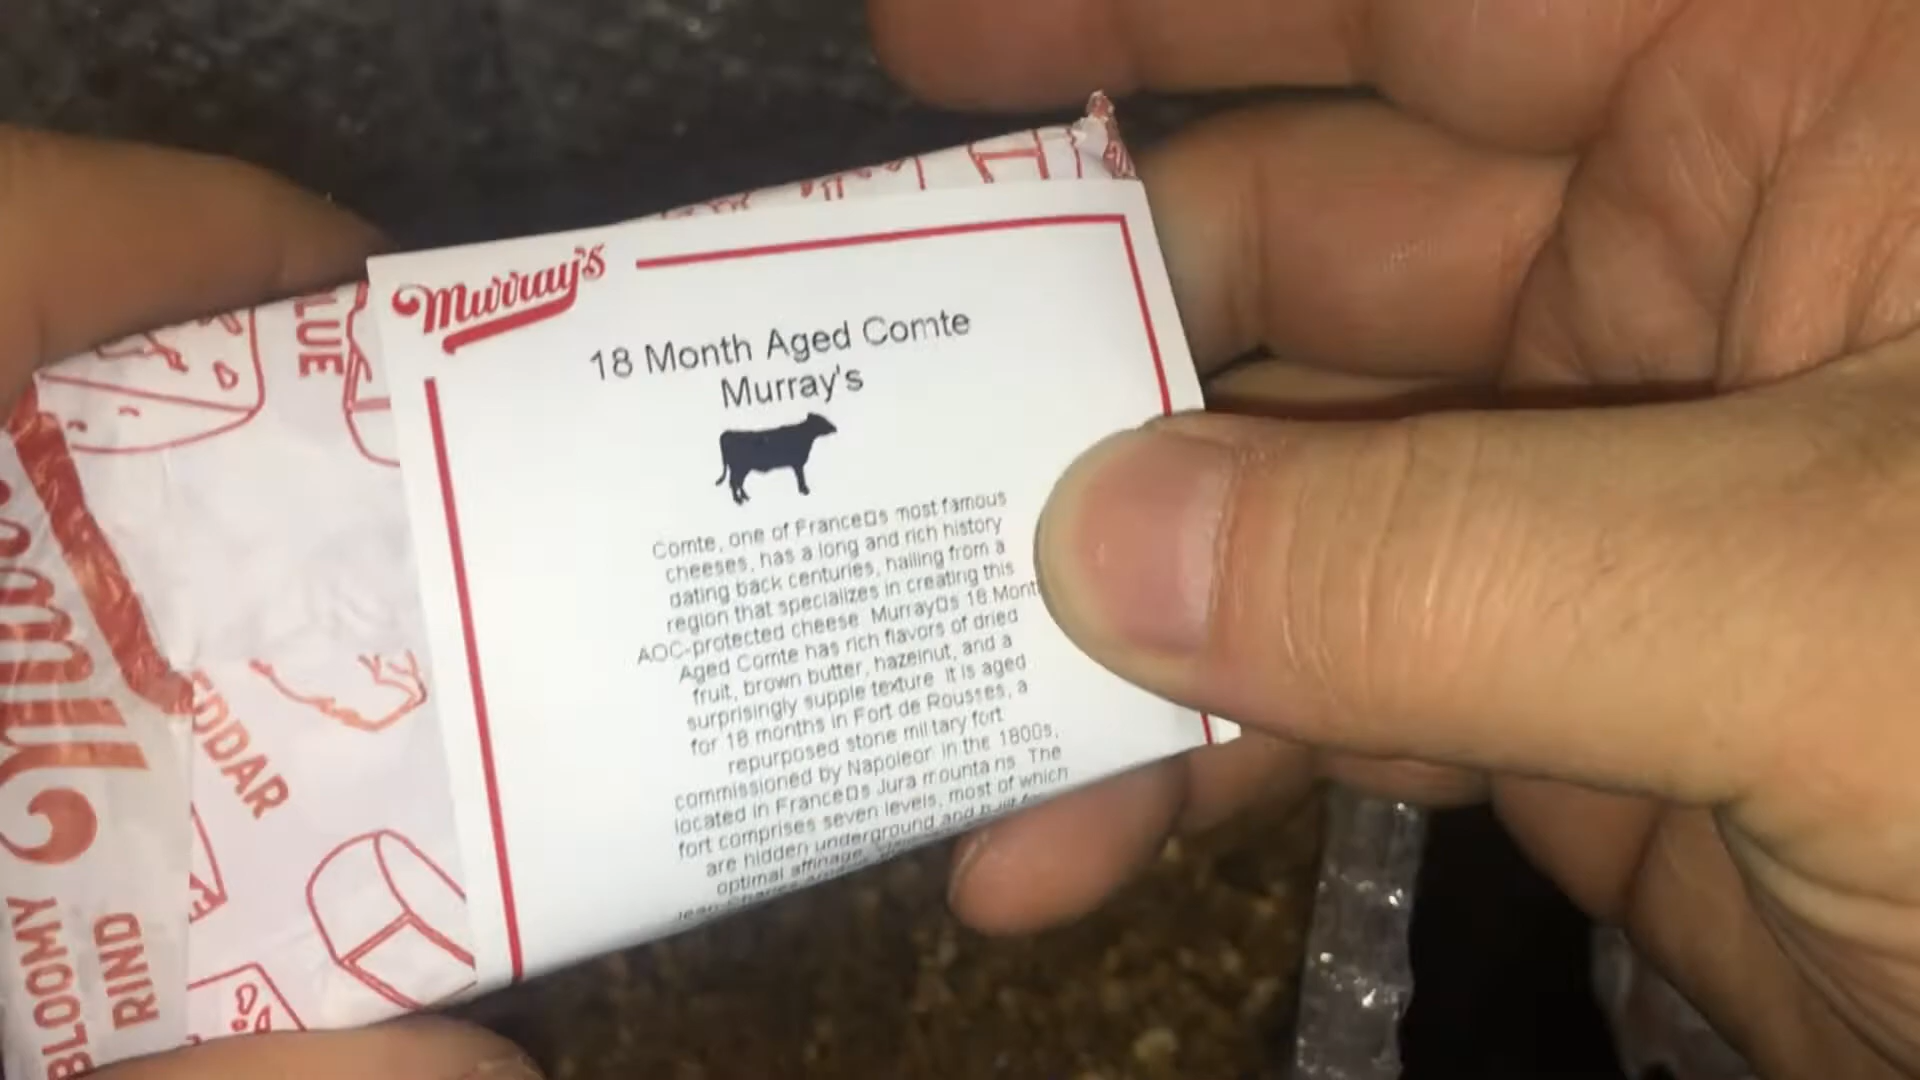 Murray's
18 Month Aged Comte
Murray's
Comte, one of France□s most famous
cheeses, has a long and rich history
dating back centuries, hailing from a
region that specializes in creating this
AOC-protected cheese Murray□s 18 Month
Aged Comte has rich flavors of dried
fruit, brown butter, hazelnut, and a
surprisingly supple texture it is aged
for 18 months in Fort de Rousses, a
repurposed stone military fort
commissioned by Napoleon in the 1800s,
located in France□s Jura mountains The
fort comprises seven levels, most of which
are hidden underground and built for
optimal affinage.
LUE
EDDAR
BLOOMY
RIND